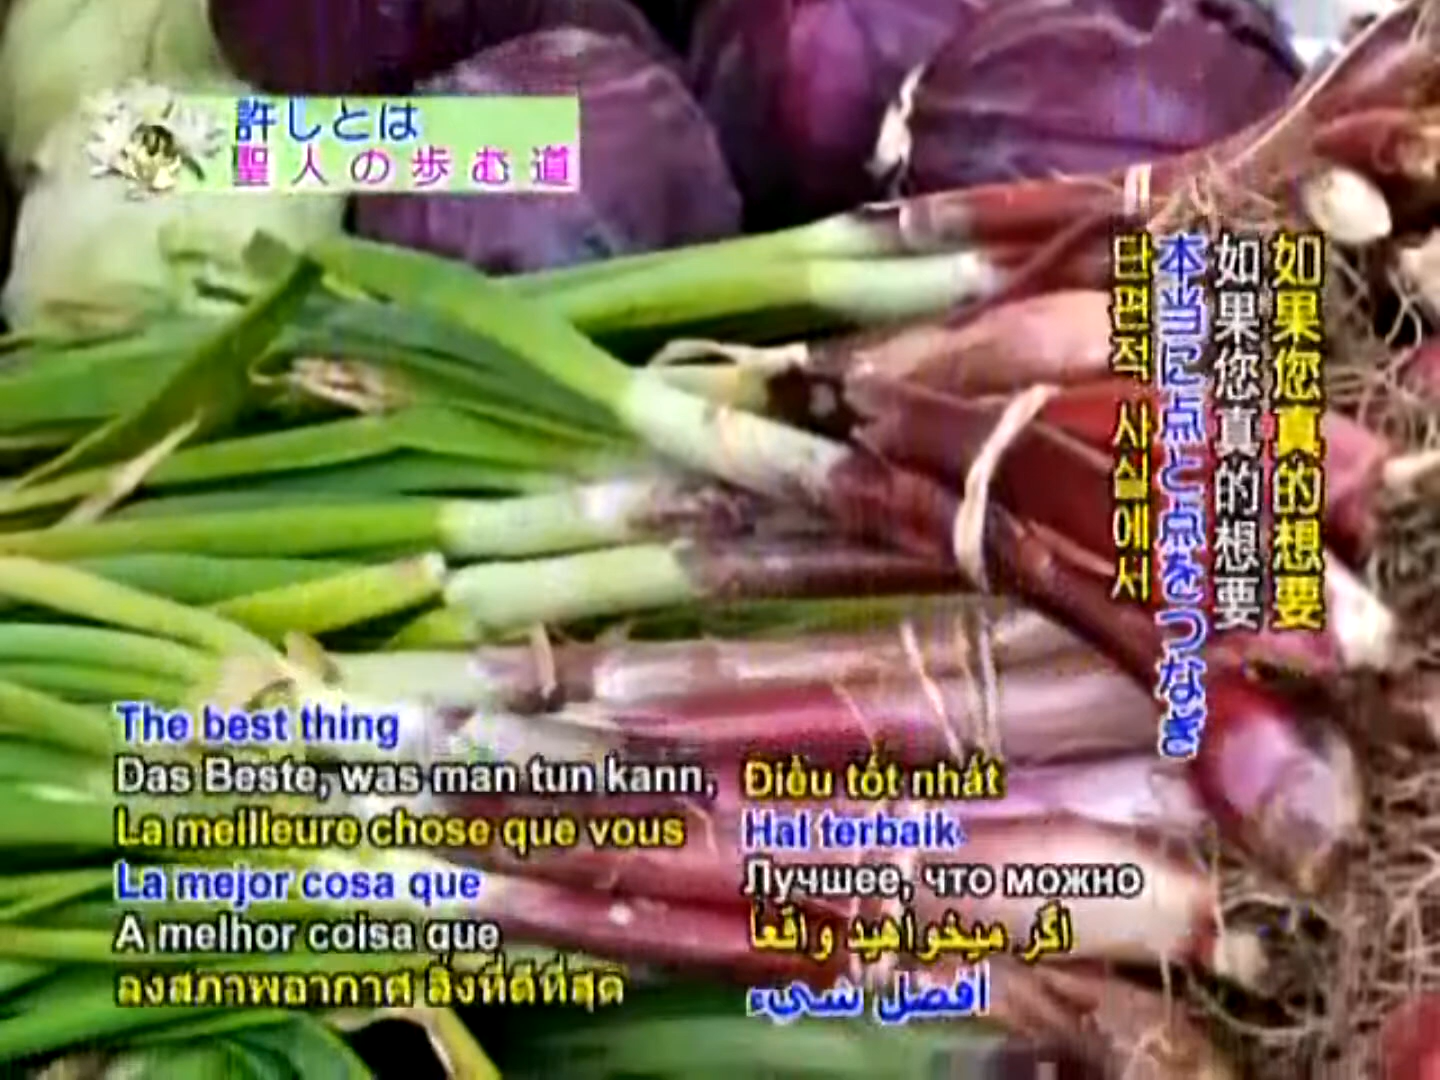 許しとは
聖人の歩む道
如果您真的想要
如果您真的想要
本当に点と点をつなぎ
단편적 사실에서
The best thing
Das Beste, was man tun kann,
La meilleure chose que vous
La mejor cosa que
A melhor coisa que
ลงสภาพอากาศ สิ่งที่ดีที่สุด
Điều tốt nhất
Hal terbaik
Лучшее, что можно
اگر میخواهید واقعاً
أفضل شيء